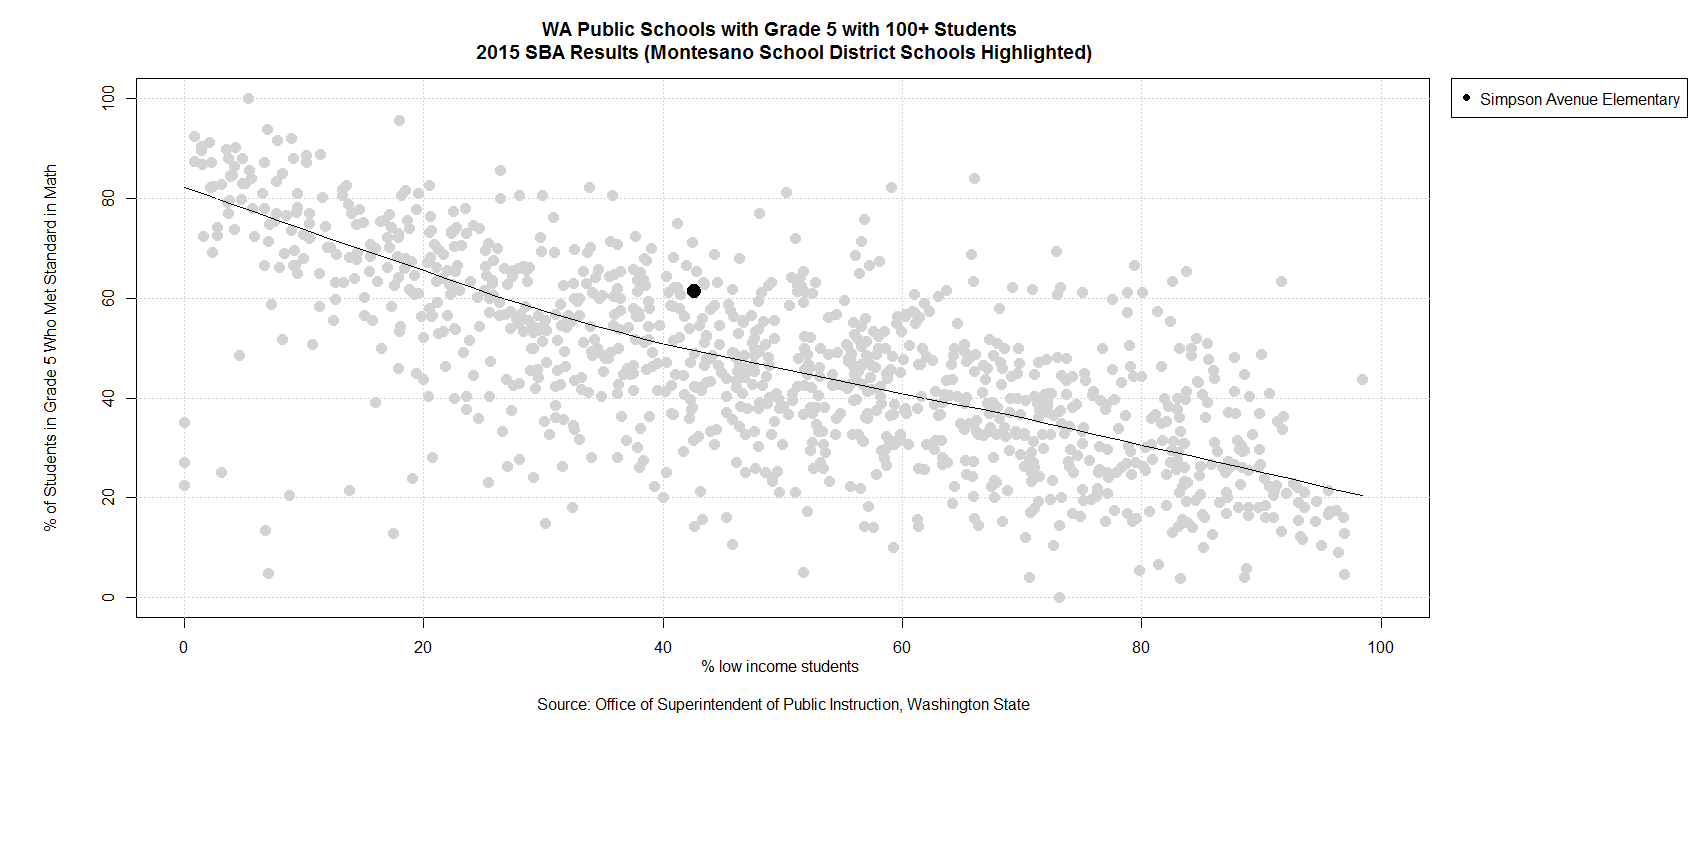 WA Public Schools with Grade 5 with 100+ Students
2015 SBA Results (Montesano School District Schools Highlighted)
Simpson Avenue Elementary
% of Students in Grade 5 Who Met Standard in Math
100
80
60
40
20
0
0 20 40 60 80 100
% low income students
Source: Office of Superintendent of Public Instruction, Washington State